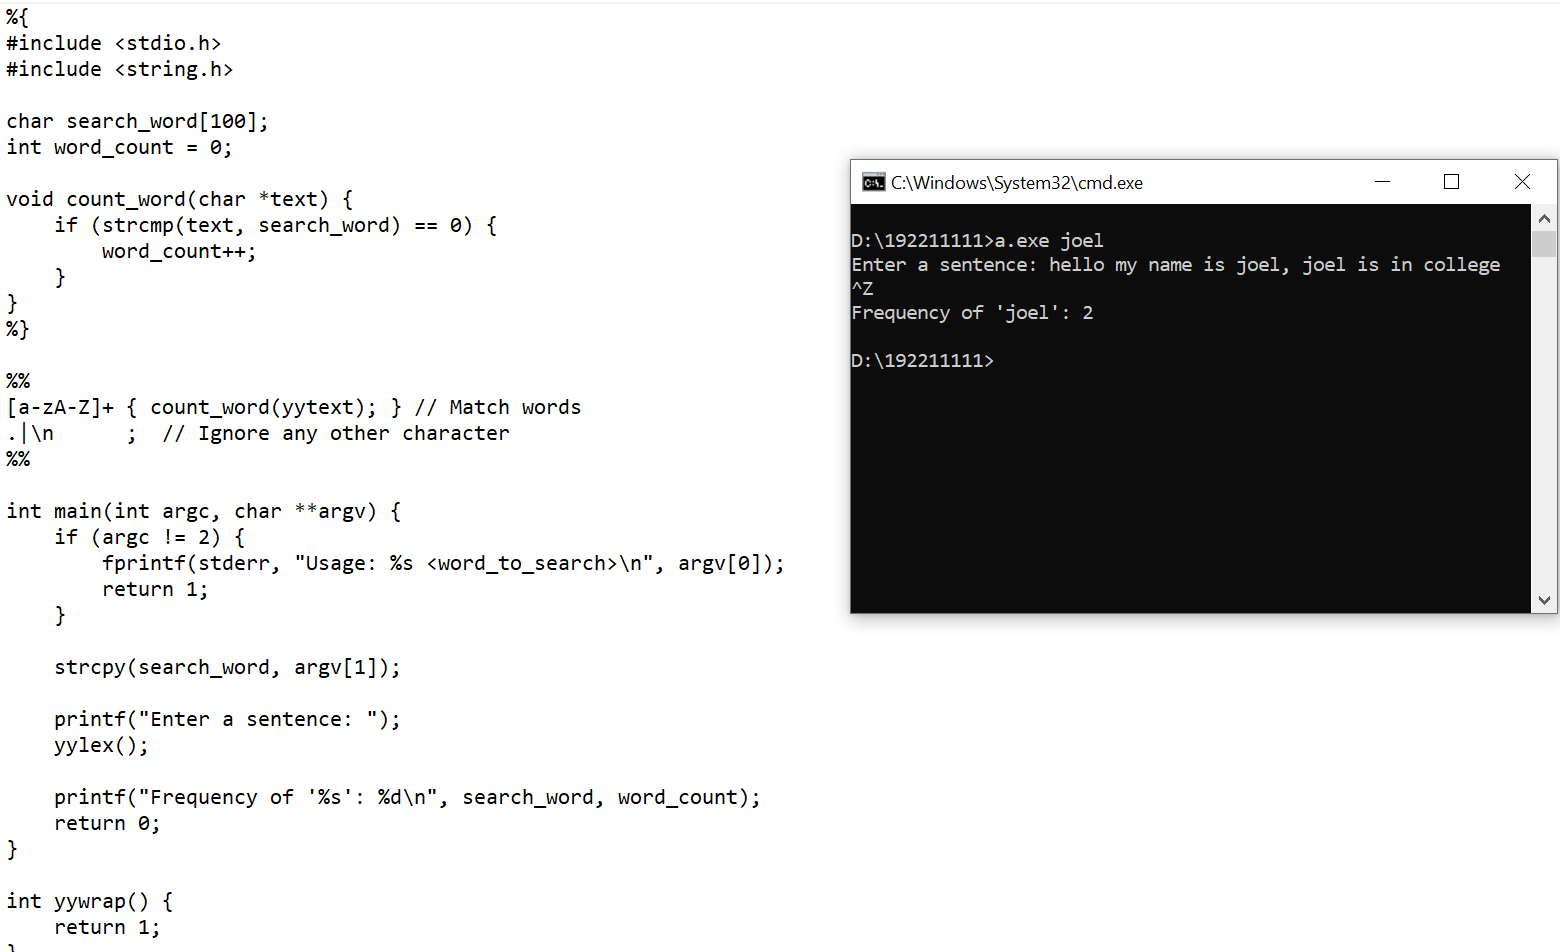 %{
#include <stdio.h>
#include <string.h>
char search_word[100];
int word_count = 0;
void count_word(char *text) {
    if (strcmp(text, search_word) == 0) {
        word_count++;
    }
}
%}
%%
[a-zA-Z]+ { count_word(yytext); } // Match words
.|\n      ;  // Ignore any other character
%%
int main(int argc, char **argv) {
    if (argc != 2) {
        fprintf(stderr, "Usage: %s <word_to_search>\n", argv[0]);
        return 1;
    }
    strcpy(search_word, argv[1]);
    printf("Enter a sentence: ");
    yylex();
    printf("Frequency of '%s': %d\n", search_word, word_count);
    return 0;
}
int yywrap() {
    return 1;
}
C:\Windows\System32\cmd.exe
D:\192211111>a.exe joel
Enter a sentence: hello my name is joel, joel is in college
^Z
Frequency of 'joel': 2
D:\192211111>